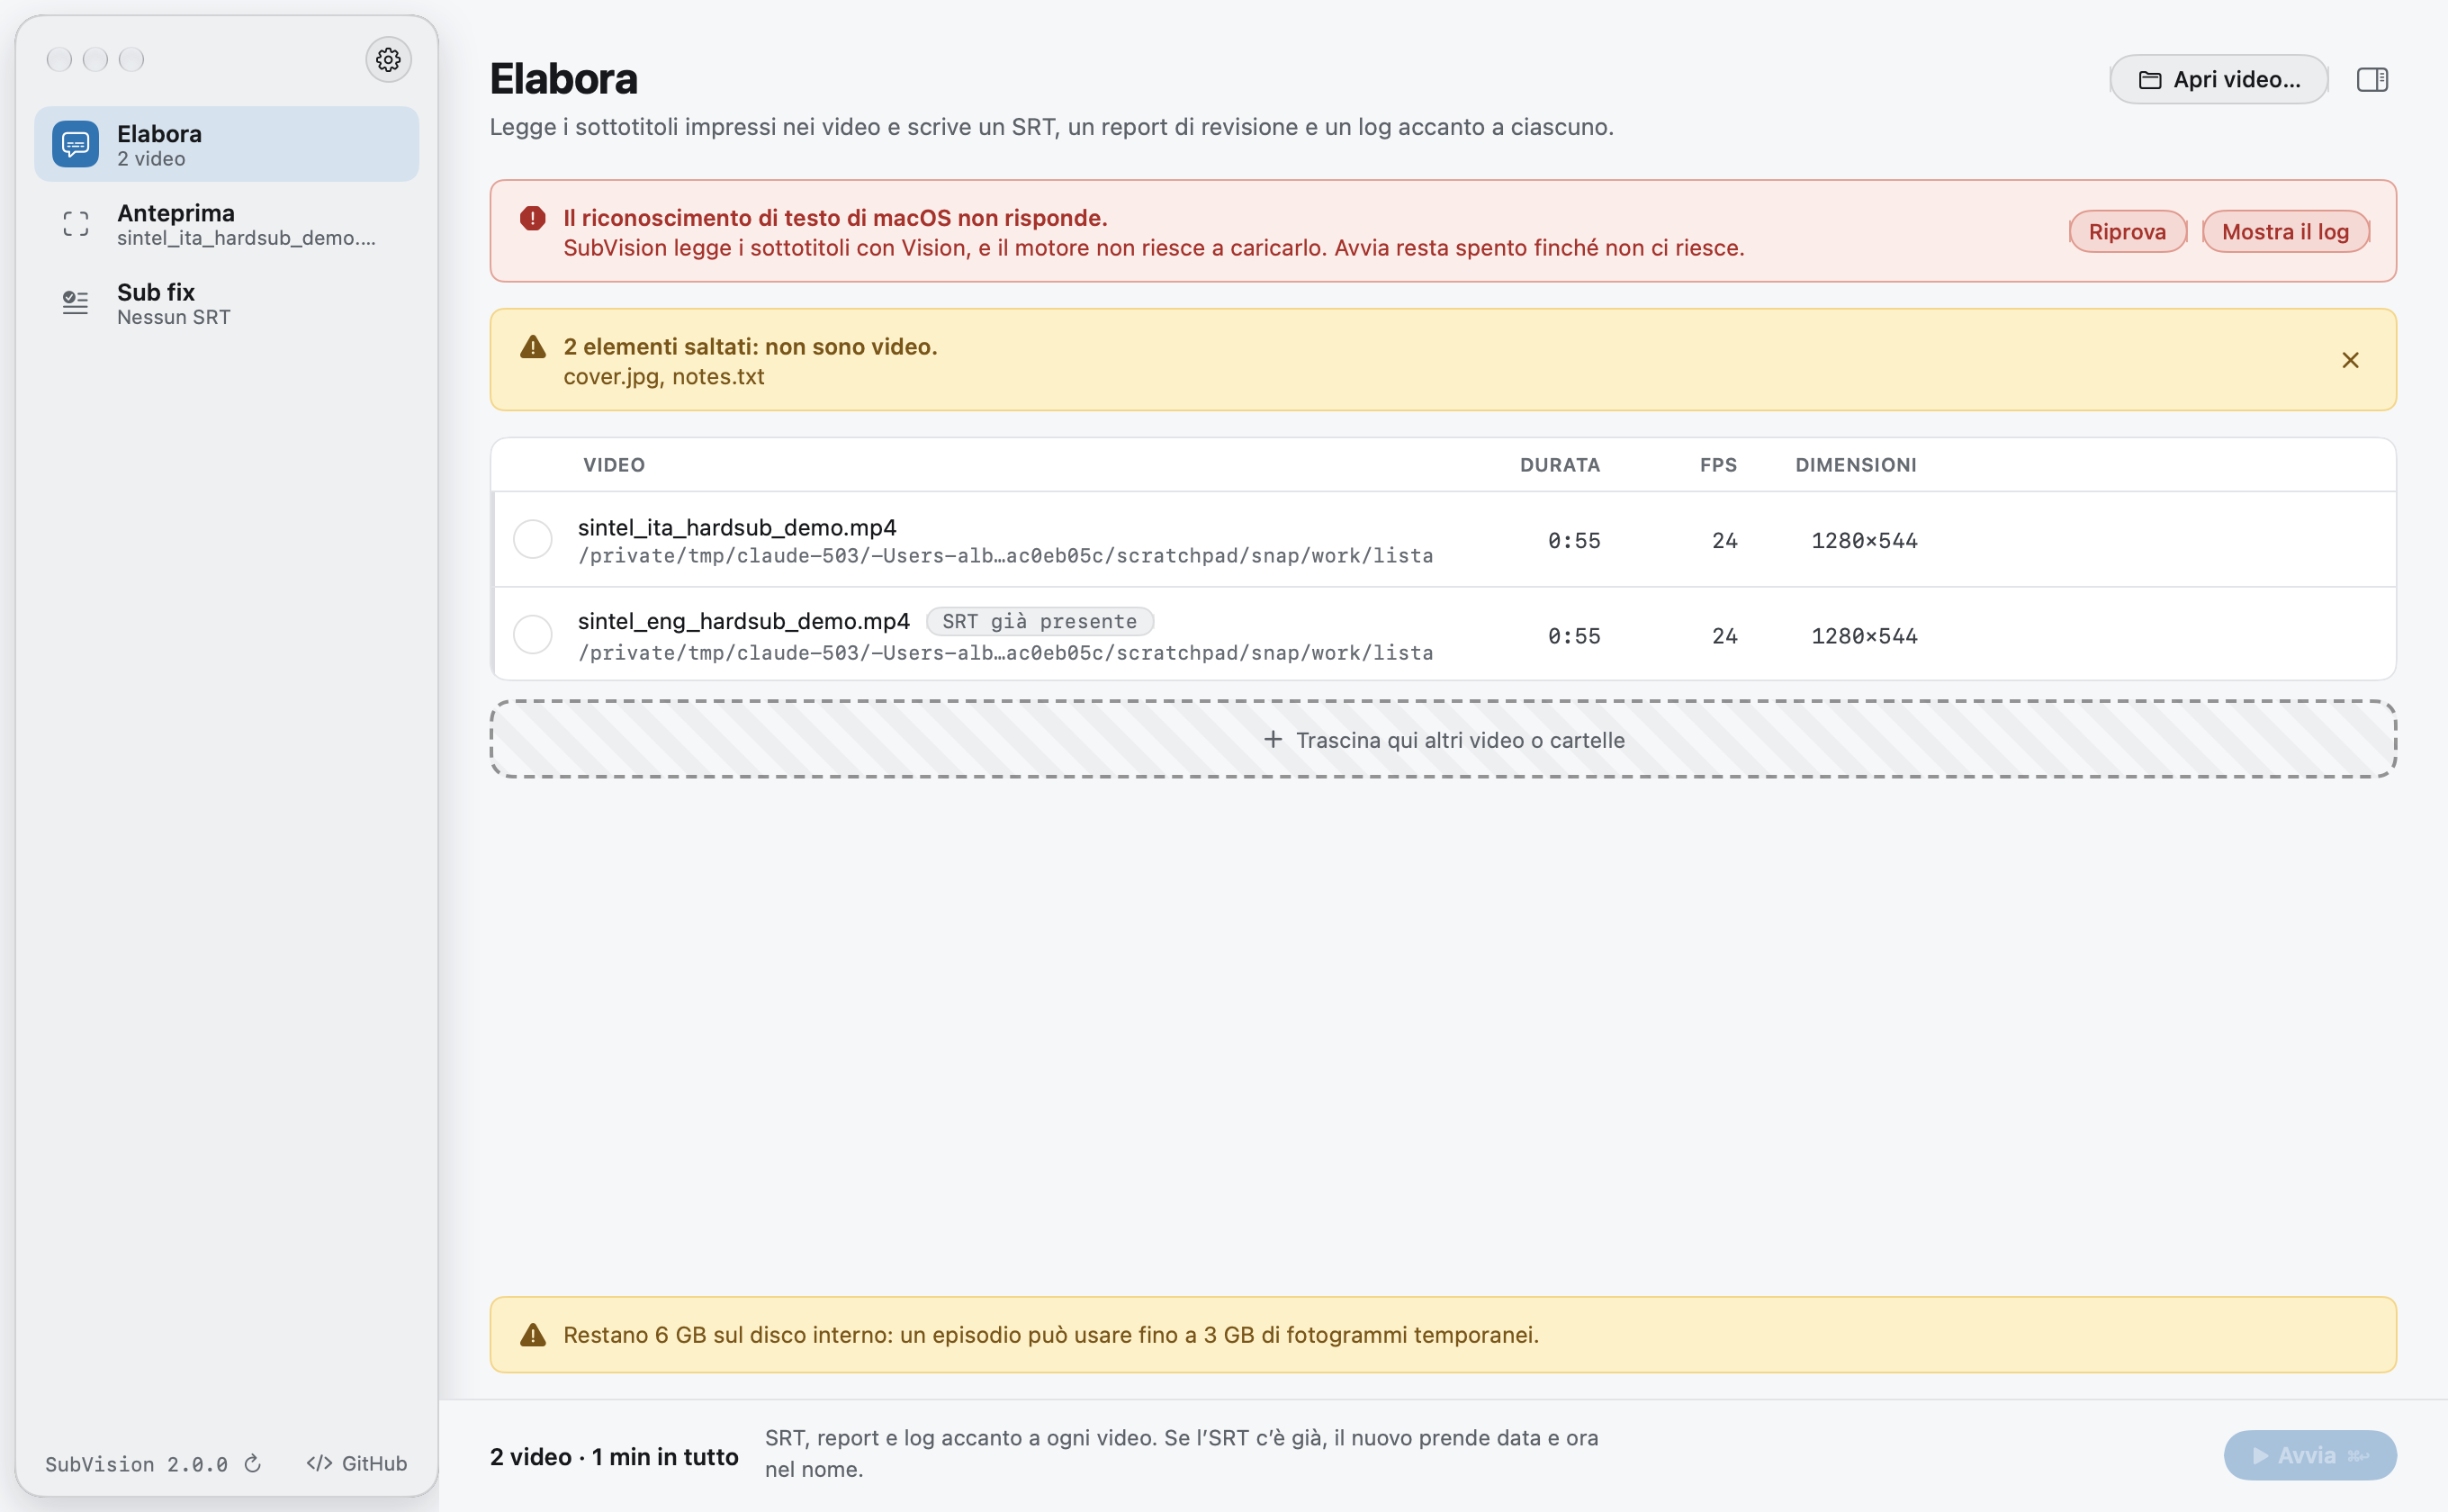 Elabora
2 video
Anteprima
sintel_ita_hardsub_demo....
Sub fix
Nessun SRT
SubVision 2.0.0
</> GitHub
Elabora
Apri video...
Legge i sottotitoli impressi nei video e scrive un SRT, un report di revisione e un log accanto a ciascuno.
Il riconoscimento di testo di macOS non risponde.
SubVision legge i sottotitoli con Vision, e il motore non riesce a caricarlo. Avvia resta spento finché non ci riesce.
Riprova
Mostra il log
2 elementi saltati: non sono video.
cover.jpg, notes.txt
VIDEO DURATA FPS DIMENSIONI
sintel_ita_hardsub_demo.mp4
/private/tmp/claude-503/-Users-alb…ac0eb05c/scratchpad/snap/work/lista
0:55 24 1280×544
sintel_eng_hardsub_demo.mp4 SRT già presente
/private/tmp/claude-503/-Users-alb…ac0eb05c/scratchpad/snap/work/lista
0:55 24 1280×544
+ Trascina qui altri video o cartelle
Restano 6 GB sul disco interno: un episodio può usare fino a 3 GB di fotogrammi temporanei.
2 video · 1 min in tutto
SRT, report e log accanto a ogni video. Se l’SRT c’è già, il nuovo prende data e ora
nel nome.
Avvia ⌘↩